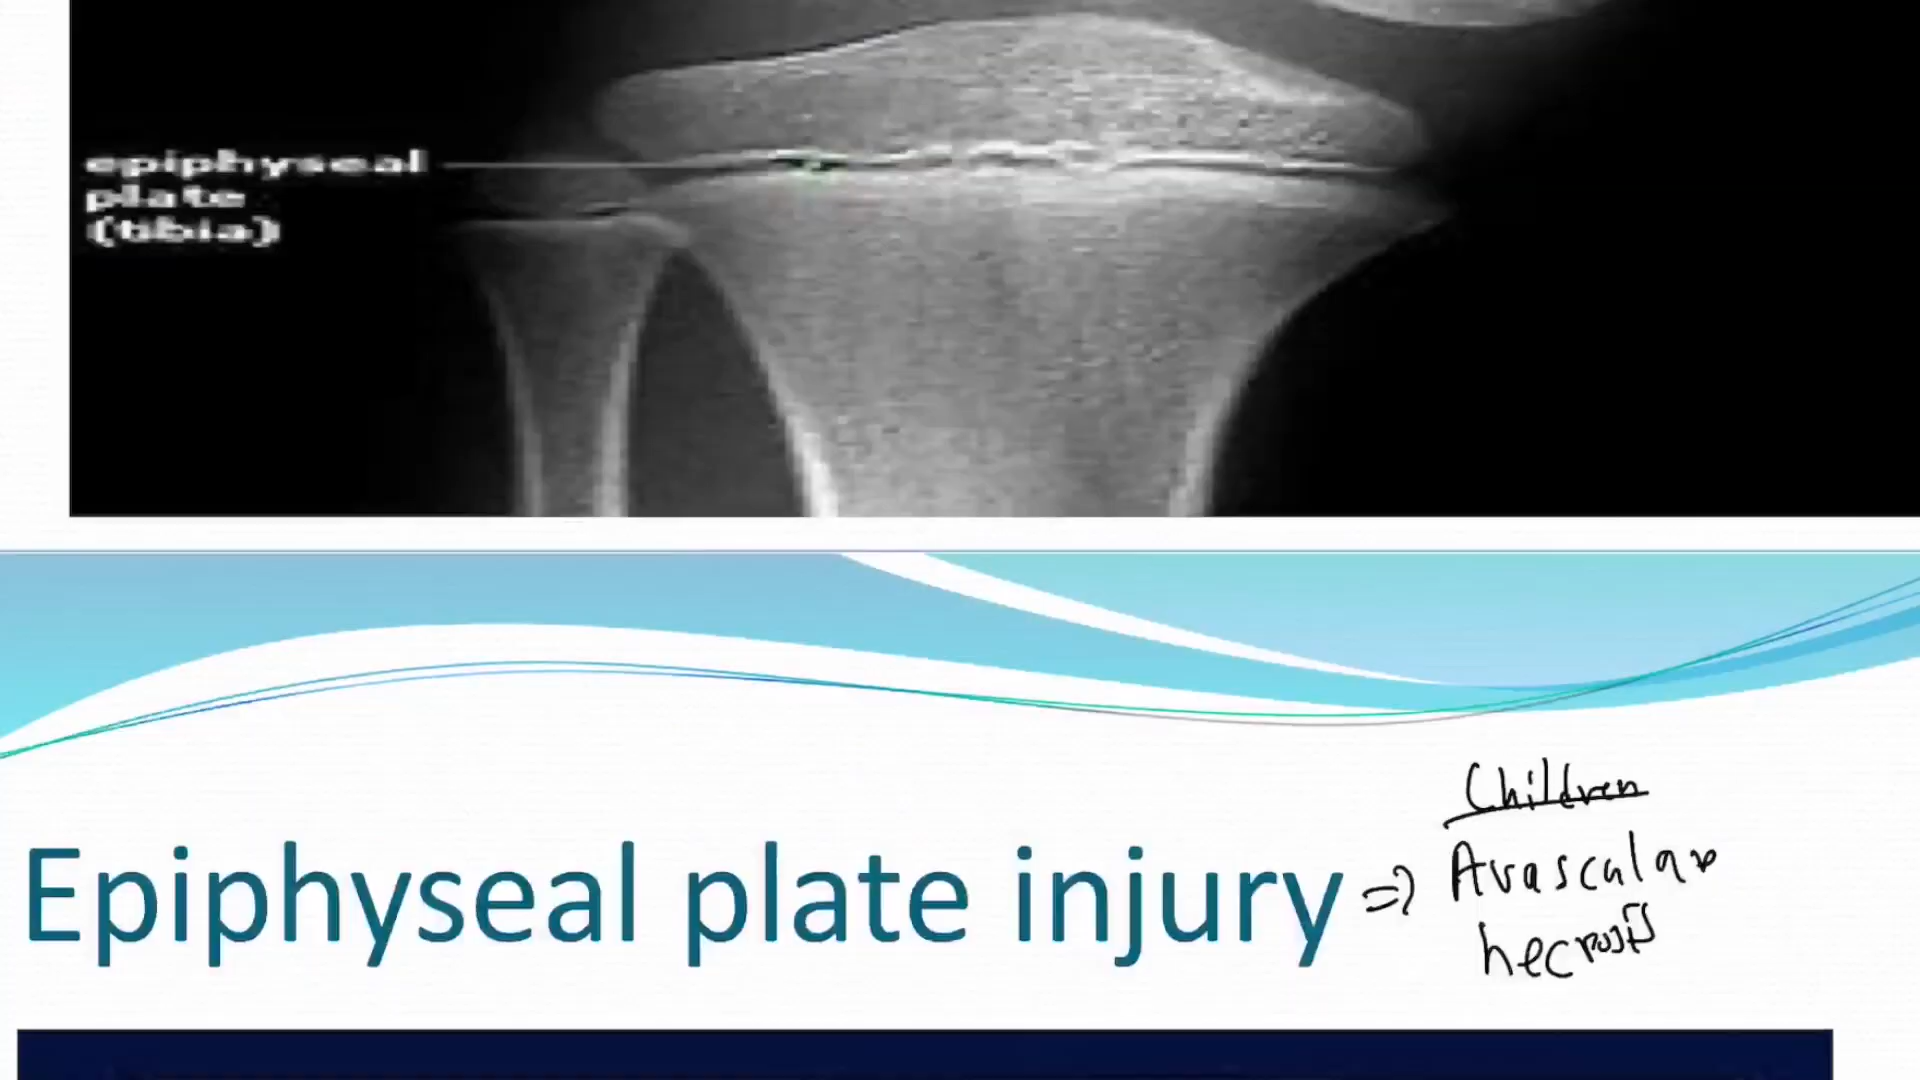 epiphyseal
plate
(tibia)
Children
Epiphyseal plate injury => Avascular
necrosis